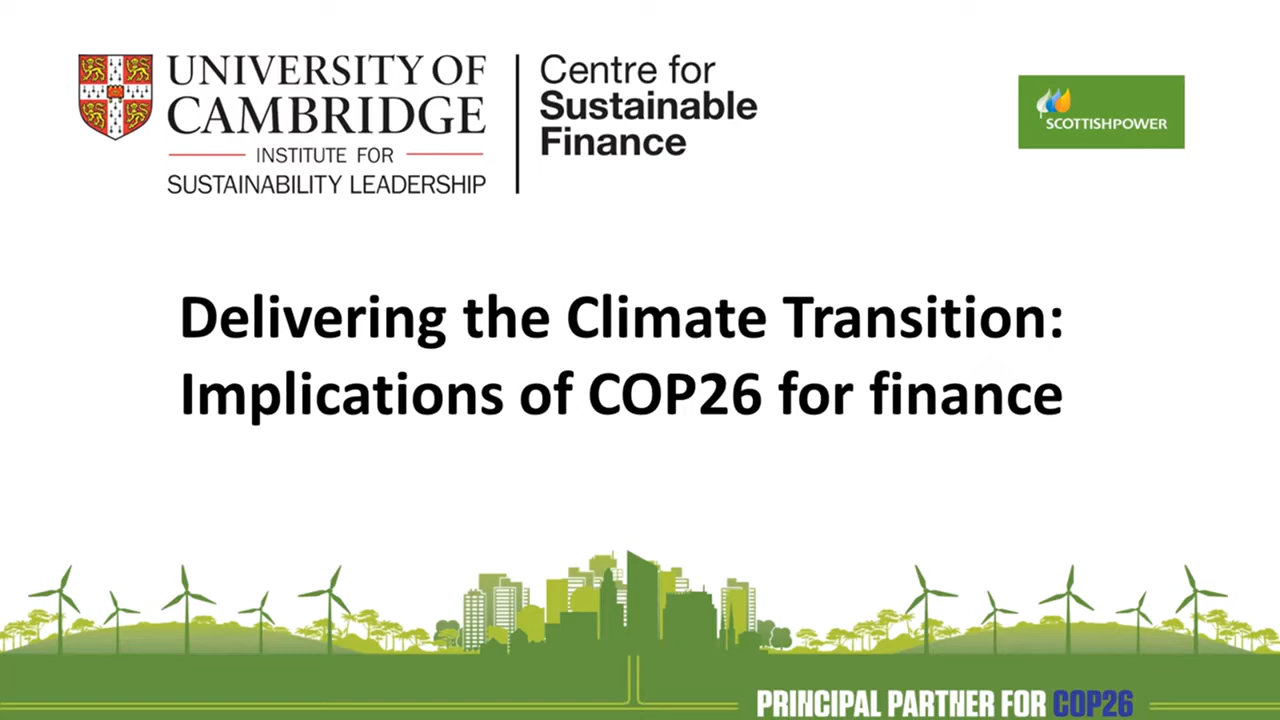 UNIVERSITY OF
CAMBRIDGE
INSTITUTE FOR
SUSTAINABILITY LEADERSHIP
Centre for
Sustainable
Finance
SCOTTISHPOWER
Delivering the Climate Transition:
Implications of COP26 for finance
PRINCIPAL PARTNER FOR COP26